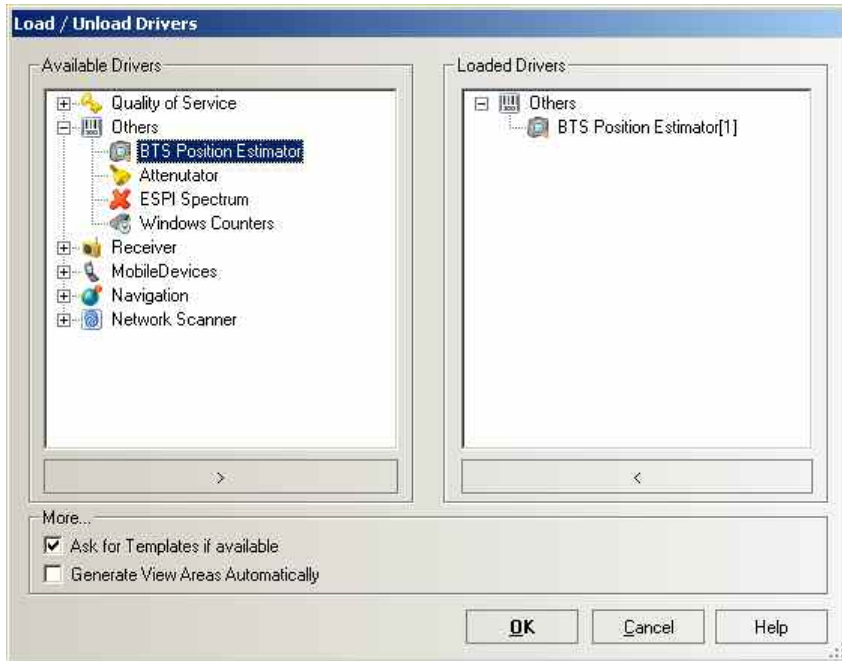 Load / Unload Drivers
Available Drivers
Quality of Service
Others
BTS Position Estimator
Attenutator
ESPI Spectrum
Windows Counters
Receiver
MobileDevices
Navigation
Network Scanner
>
Loaded Drivers
Others
BTS Position Estimator[1]
<
More...
Ask for Templates if available
Generate View Areas Automatically
OK
Cancel
Help